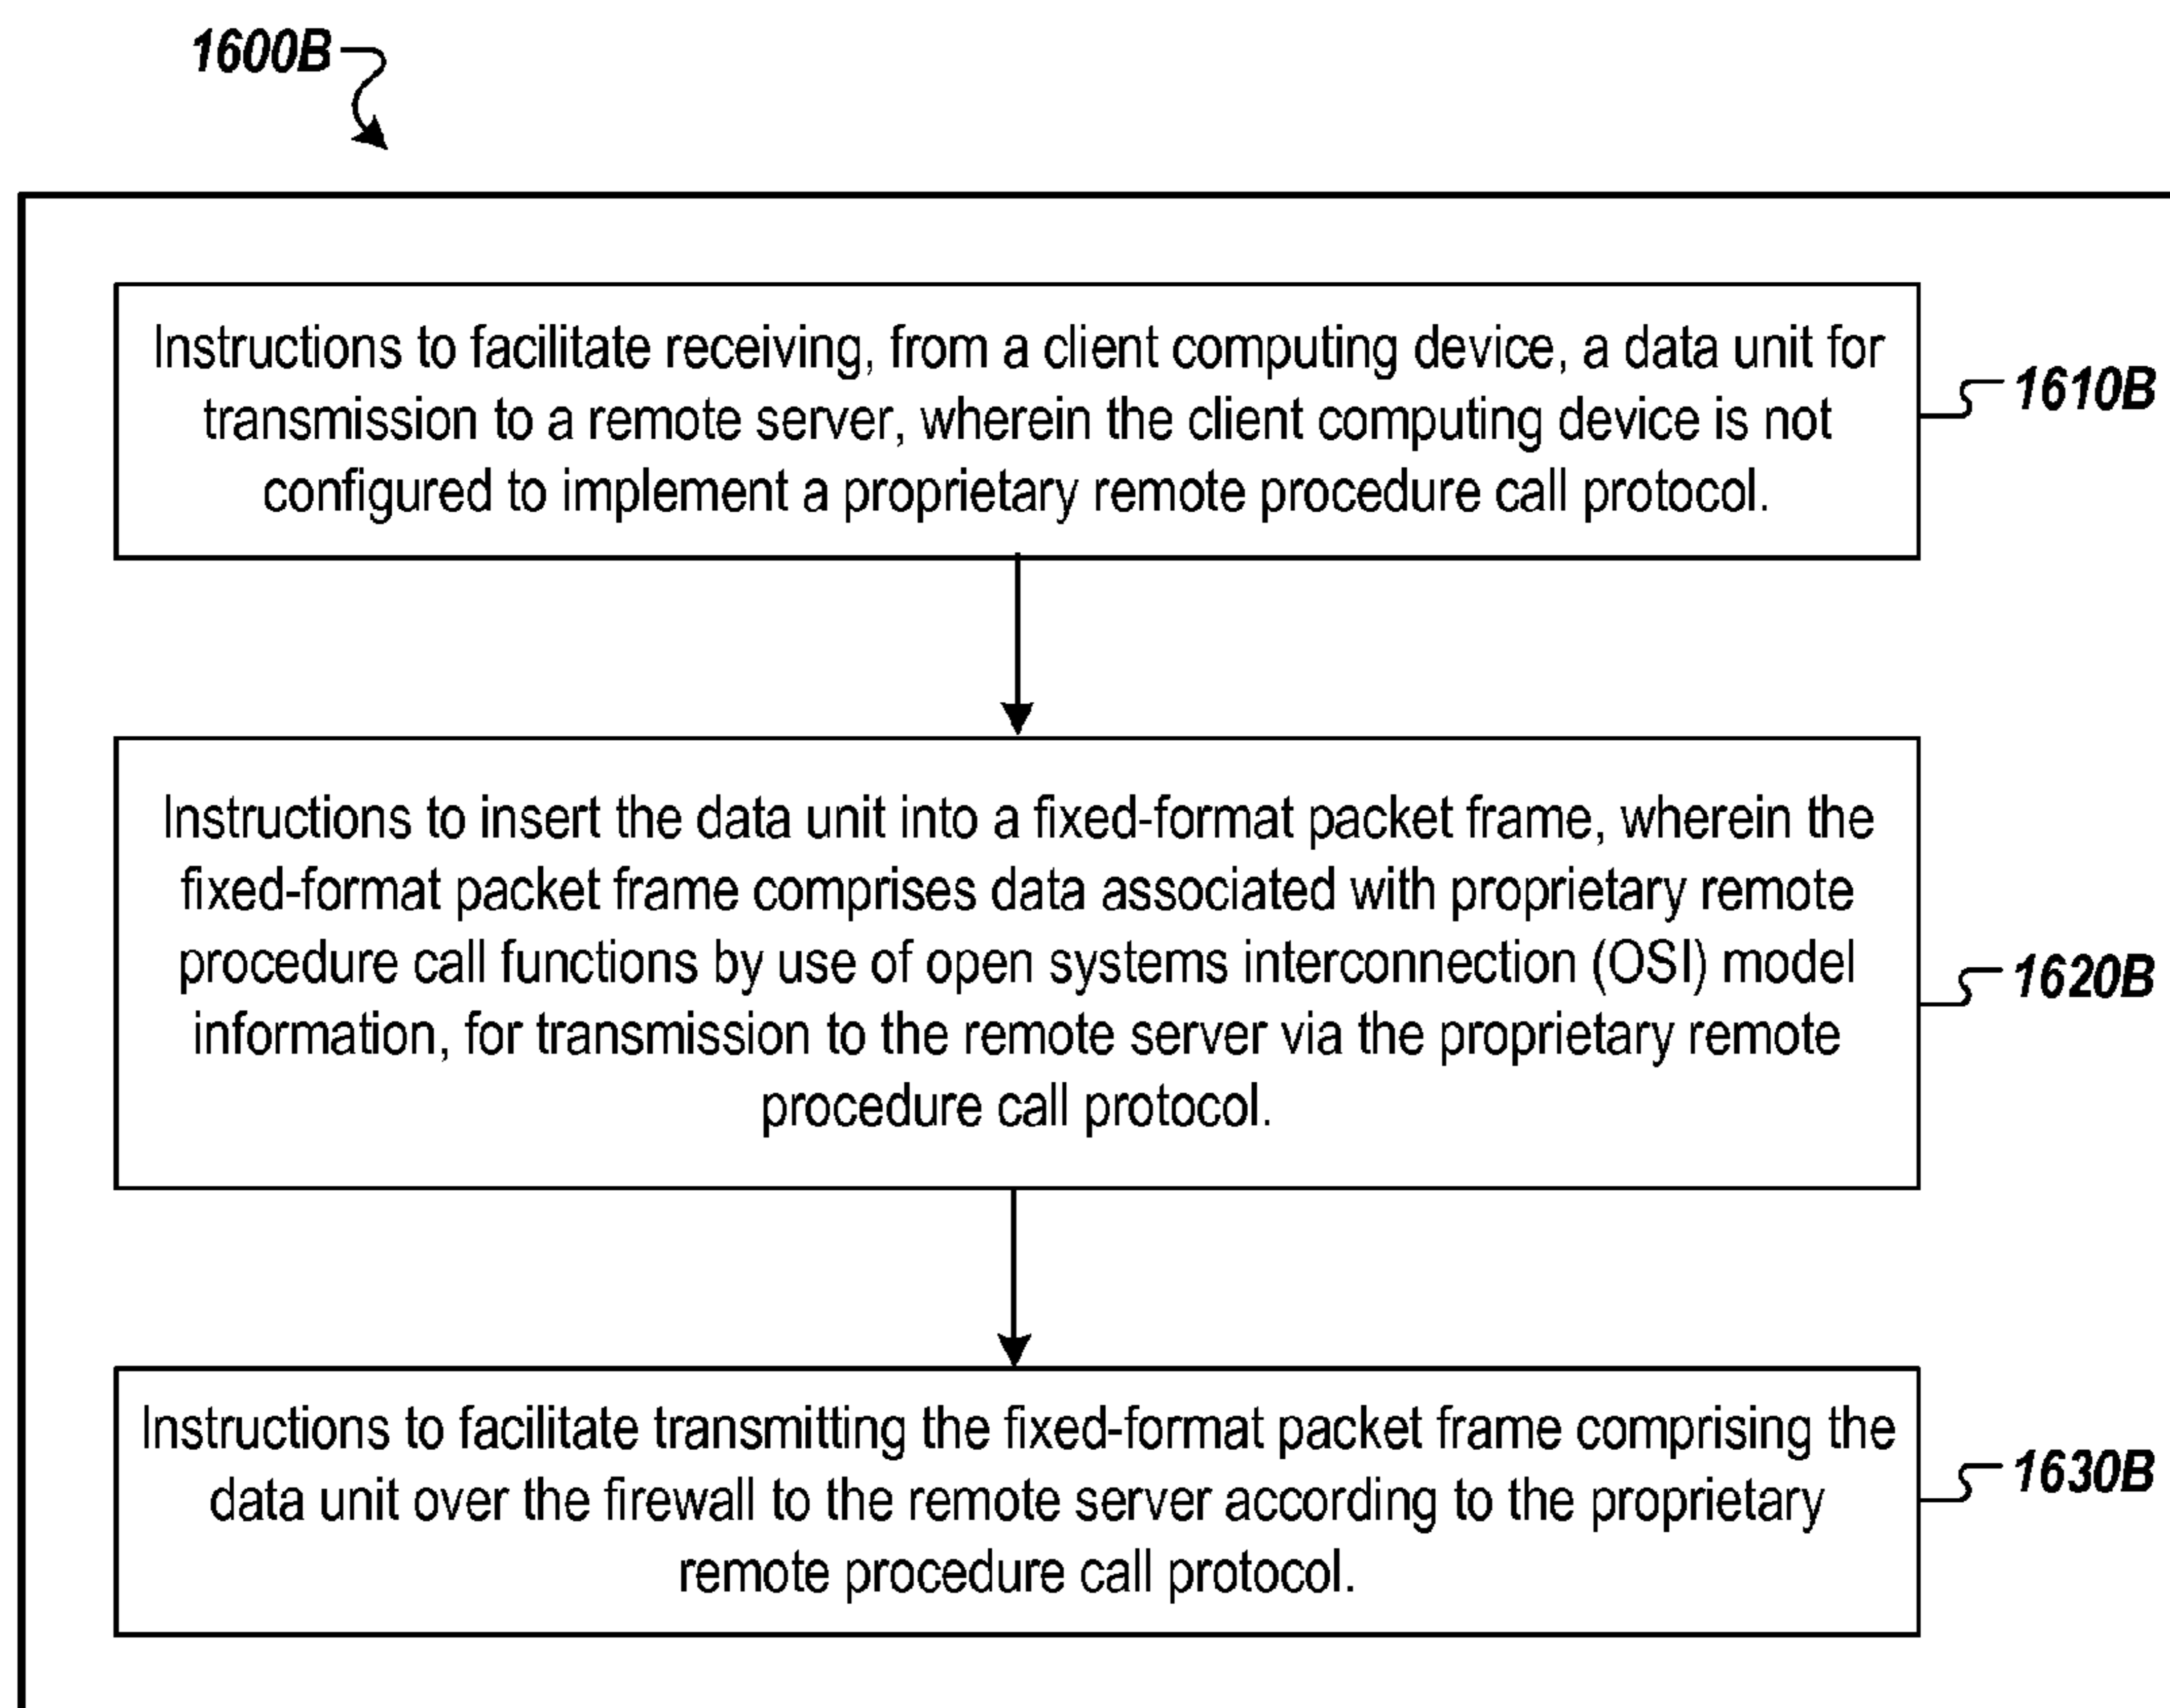 1600B
Instructions to facilitate receiving, from a client computing device, a data unit for
transmission to a remote server, wherein the client computing device is not
configured to implement a proprietary remote procedure call protocol.
1610B
Instructions to insert the data unit into a fixed-format packet frame, wherein the
fixed-format packet frame comprises data associated with proprietary remote
procedure call functions by use of open systems interconnection (OSI) model
information, for transmission to the remote server via the proprietary remote
procedure call protocol.
1620B
Instructions to facilitate transmitting the fixed-format packet frame comprising the
data unit over the firewall to the remote server according to the proprietary
remote procedure call protocol.
1630B